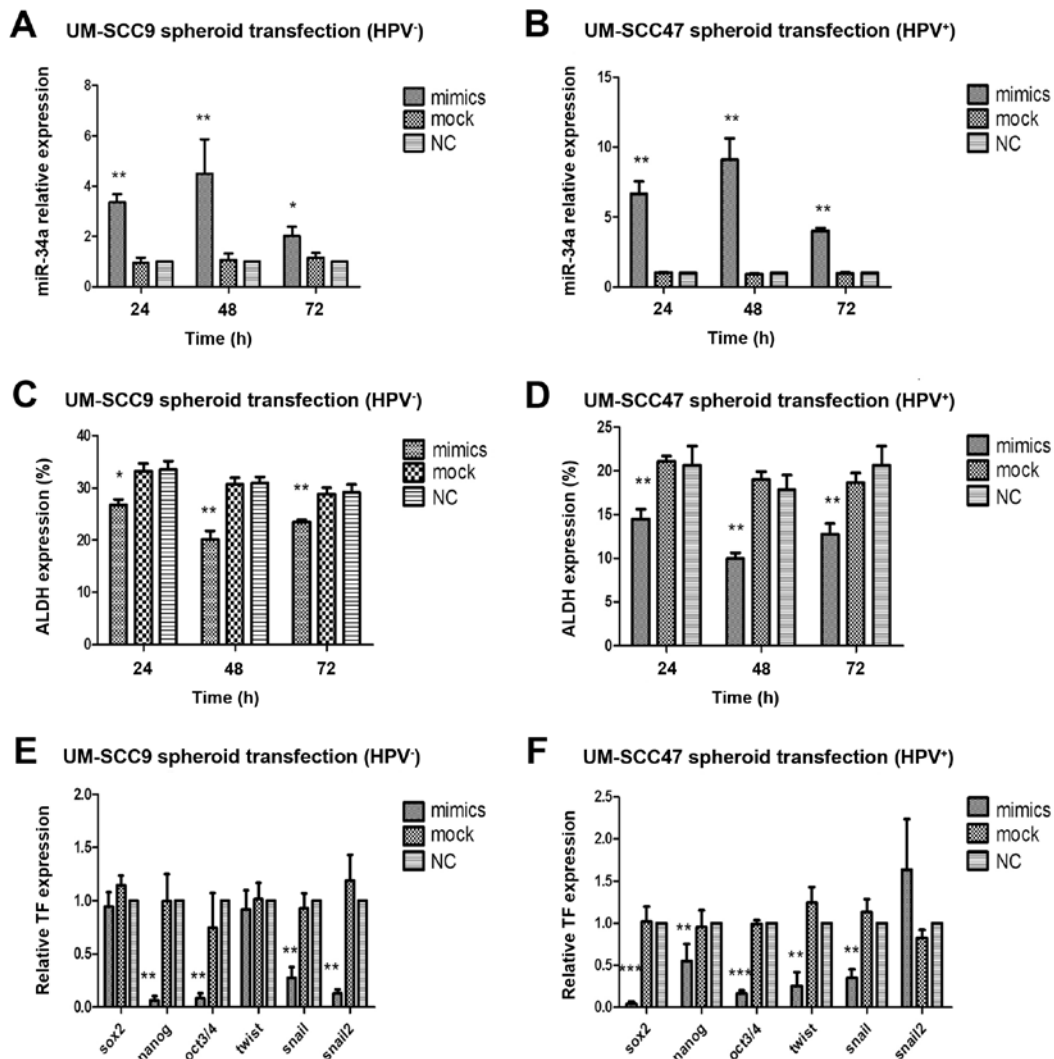 A UM-SCC9 spheroid transfection (HPV-)
miR-34a relative expression
8
6
4
2
0
**
**
*
24 48 72
Time (h)
mimics
mock
NC
B UM-SCC47 spheroid transfection (HPV+)
miR-34a relative expression
15
10
5
0
**
**
**
24 48 72
Time (h)
mimics
mock
NC
C UM-SCC9 spheroid transfection (HPV-)
ALDH expression (%)
40
30
20
10
0
*
**
**
24 48 72
Time (h)
mimics
mock
NC
D UM-SCC47 spheroid transfection (HPV+)
ALDH expression (%)
25
20
15
10
5
0
**
**
**
24 48 72
Time (h)
mimics
mock
NC
E UM-SCC9 spheroid transfection (HPV-)
Relative TF expression
2.0
1.5
1.0
0.5
0.0
**
**
**
**
sox2 nanog oct3/4 twist snail snail2
mimics
mock
NC
F UM-SCC47 spheroid transfection (HPV+)
Relative TF expression
2.5
2.0
1.5
1.0
0.5
0.0
***
**
***
**
**
sox2 nanog oct3/4 twist snail snail2
mimics
mock
NC